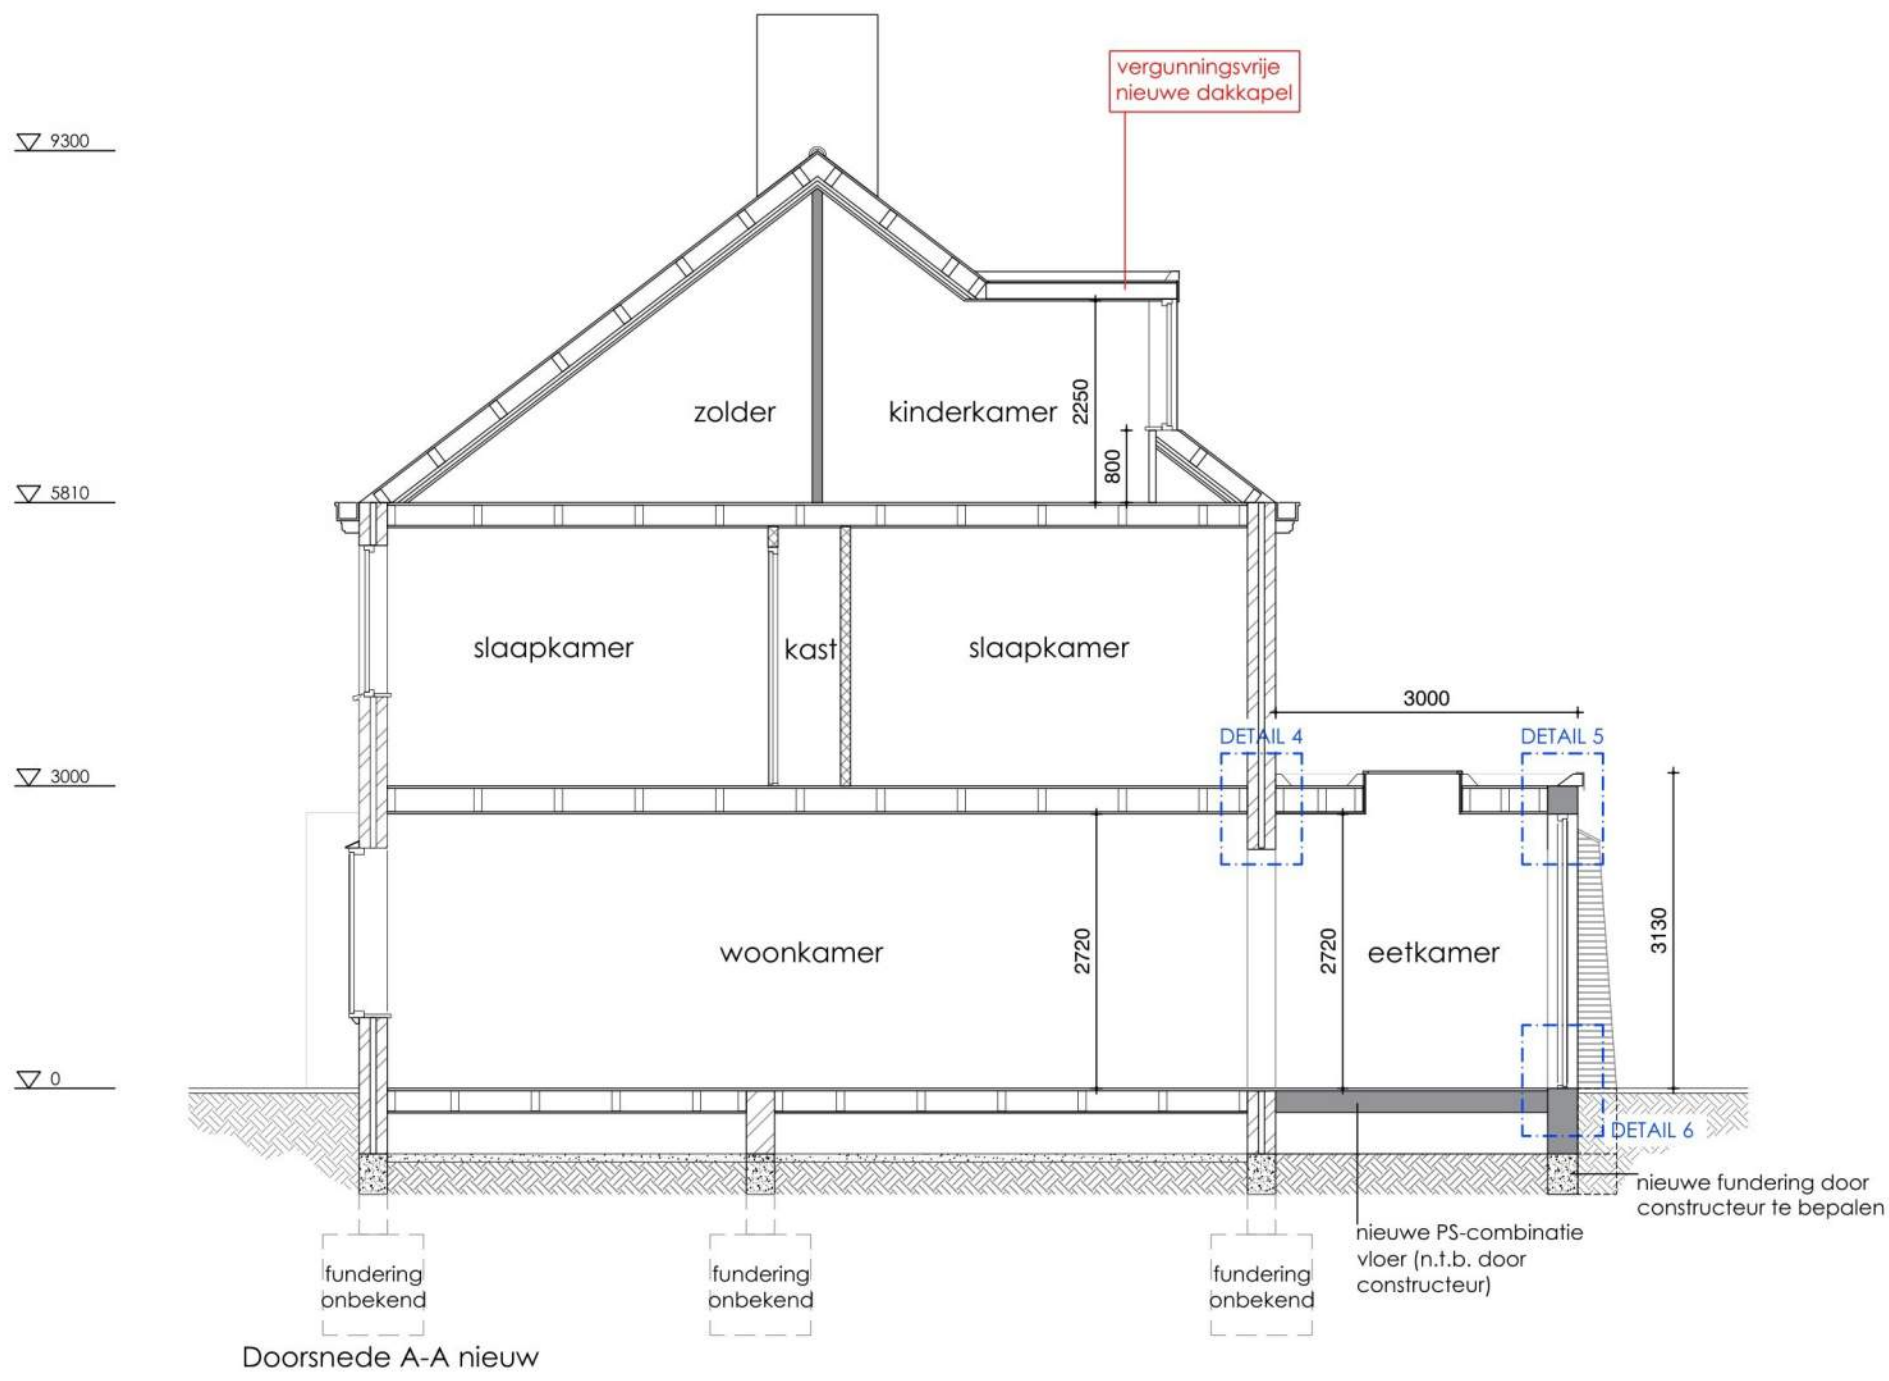 vergunningsvrije
nieuwe dakkapel
9300
zolder
kinderkamer
2250
800
5810
slaapkamer
kast
slaapkamer
3000
DETAIL 4
DETAIL 5
3000
woonkamer
2720
2720
eetkamer
3130
0
DETAIL 6
nieuwe fundering door
constructeur te bepalen
nieuwe PS-combinatie
vloer (n.t.b. door
constructeur)
fundering
onbekend
fundering
onbekend
fundering
onbekend
Doorsnede A-A nieuw